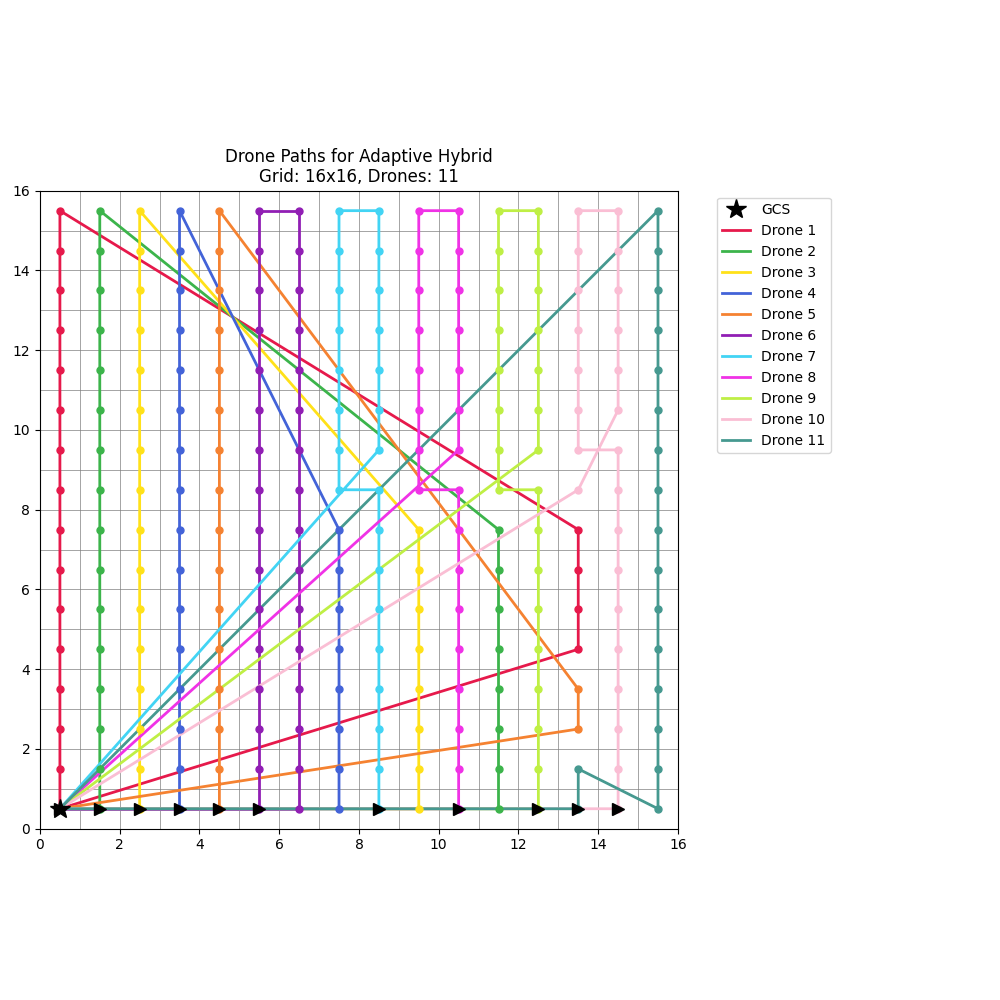 Drone Paths for Adaptive Hybrid
Grid: 16x16, Drones: 11
16
14
12
10
8
6
4
2
0
0 2 4 6 8 10 12 14 16
GCS
Drone 1
Drone 2
Drone 3
Drone 4
Drone 5
Drone 6
Drone 7
Drone 8
Drone 9
Drone 10
Drone 11